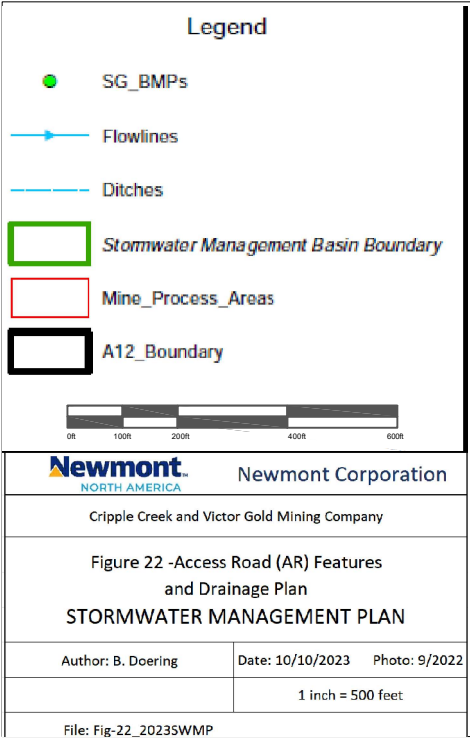 Legend
SG_BMPs
Flowlines
Ditches
Stormwater Management Basin Boundary
Mine_Process_Areas
A12_Boundary
0ft 100ft 200ft 400ft 600ft
Newmont™ Newmont Corporation
NORTH AMERICA
Cripple Creek and Victor Gold Mining Company
Figure 22 -Access Road (AR) Features
and Drainage Plan
STORMWATER MANAGEMENT PLAN
Author: B. Doering Date: 10/10/2023 Photo: 9/2022
1 inch = 500 feet
File: Fig-22_2023SWMP